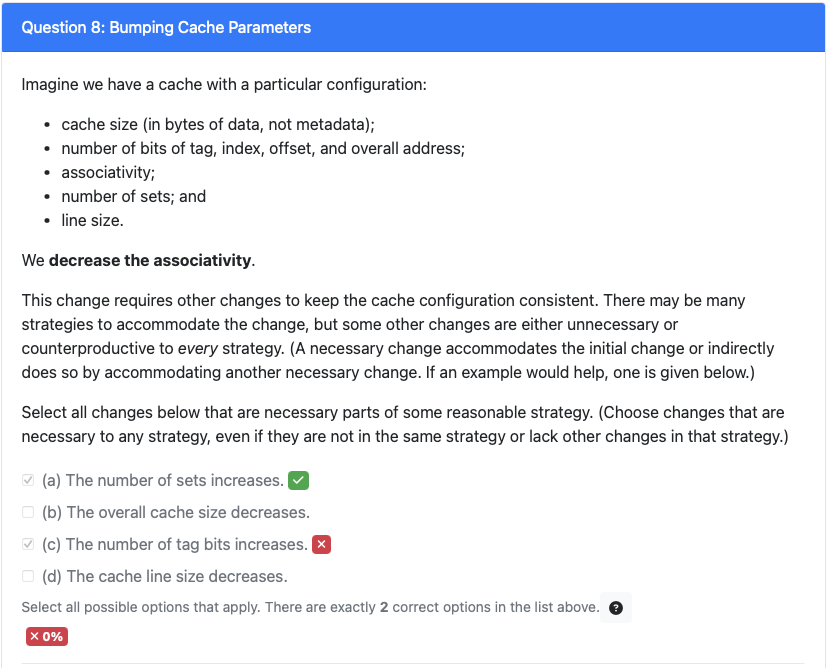 Question 8: Bumping Cache Parameters
Imagine we have a cache with a particular configuration:
• cache size (in bytes of data, not metadata);
• number of bits of tag, index, offset, and overall address;
• associativity;
• number of sets; and
• line size.
We decrease the associativity.
This change requires other changes to keep the cache configuration consistent. There may be many
strategies to accommodate the change, but some other changes are either unnecessary or
counterproductive to every strategy. (A necessary change accommodates the initial change or indirectly
does so by accommodating another necessary change. If an example would help, one is given below.)
Select all changes below that are necessary parts of some reasonable strategy. (Choose changes that are
necessary to any strategy, even if they are not in the same strategy or lack other changes in that strategy.)
(a) The number of sets increases.
(b) The overall cache size decreases.
(c) The number of tag bits increases.
(d) The cache line size decreases.
Select all possible options that apply. There are exactly 2 correct options in the list above. ?
× 0%